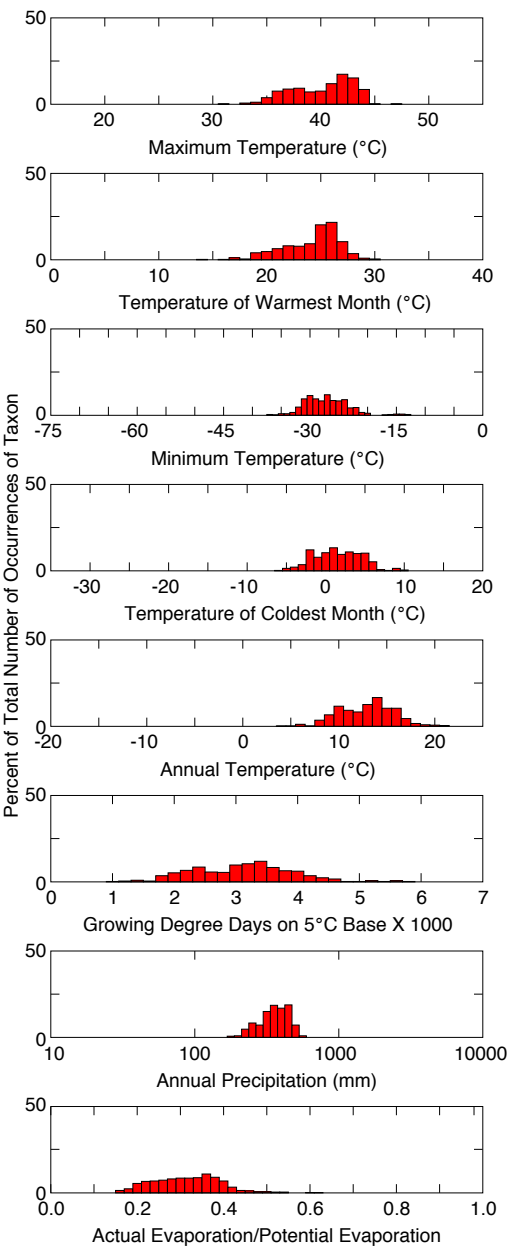 50
0
20 30 40 50
Maximum Temperature (°C)
50
0
0 10 20 30 40
Temperature of Warmest Month (°C)
50
0
-75 -60 -45 -30 -15 0
Minimum Temperature (°C)
Percent of Total Number of Occurrences of Taxon
50
0
-30 -20 -10 0 10 20
Temperature of Coldest Month (°C)
50
0
-20 -10 0 10 20
Annual Temperature (°C)
50
0
0 1 2 3 4 5 6 7
Growing Degree Days on 5°C Base X 1000
50
0
10 100 1000 10000
Annual Precipitation (mm)
50
0
0.0 0.2 0.4 0.6 0.8 1.0
Actual Evaporation/Potential Evaporation